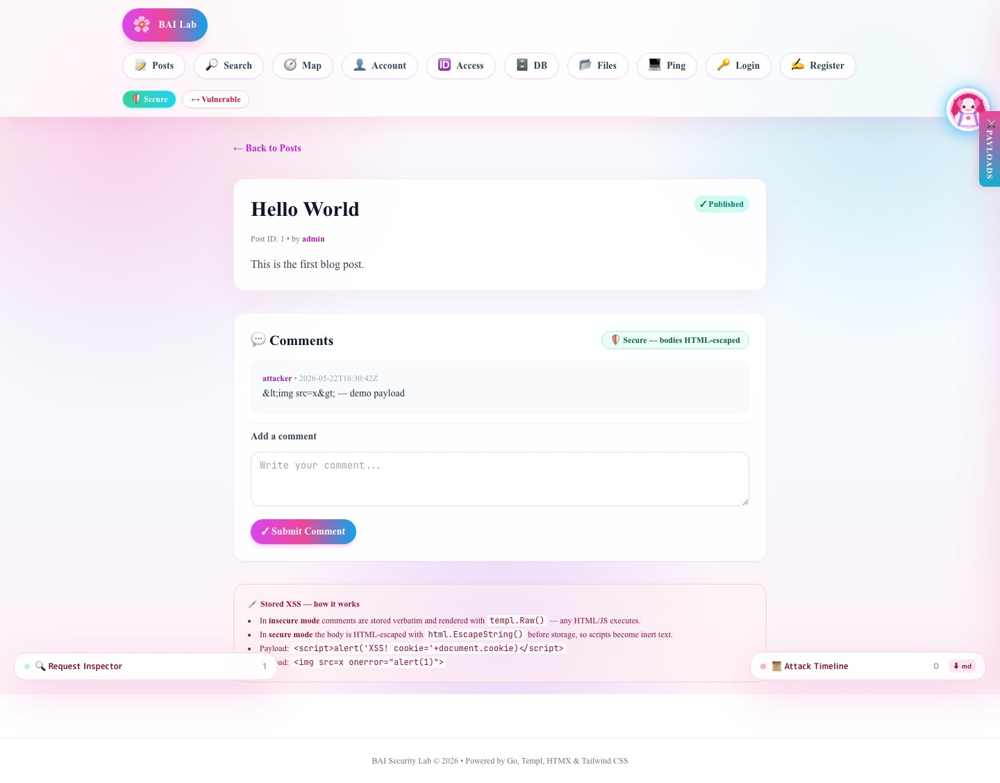 BAI Lab
Posts
Search
Map
Account
Access
DB
Files
Ping
Login
Register
Secure
↔ Vulnerable
PAYLOADS
← Back to Posts
Hello World
✓ Published
Post ID: 1 • by admin
This is the first blog post.
Comments
Secure — bodies HTML-escaped
attacker • 2026-05-22T16:30:42Z
&lt;img src=x&gt; — demo payload
Add a comment
Write your comment...
✓ Submit Comment
Stored XSS — how it works
• In insecure mode comments are stored verbatim and rendered with templ.Raw() — any HTML/JS executes.
• In secure mode the body is HTML-escaped with html.EscapeString() before storage, so scripts become inert text.
• Payload: <script>alert('XSS! cookie='+document.cookie)</script>
oad: <img src=x onerror="alert(1)">
Request Inspector 1
Attack Timeline 0 ⬇ md
BAI Security Lab © 2026 • Powered by Go, Templ, HTMX & Tailwind CSS